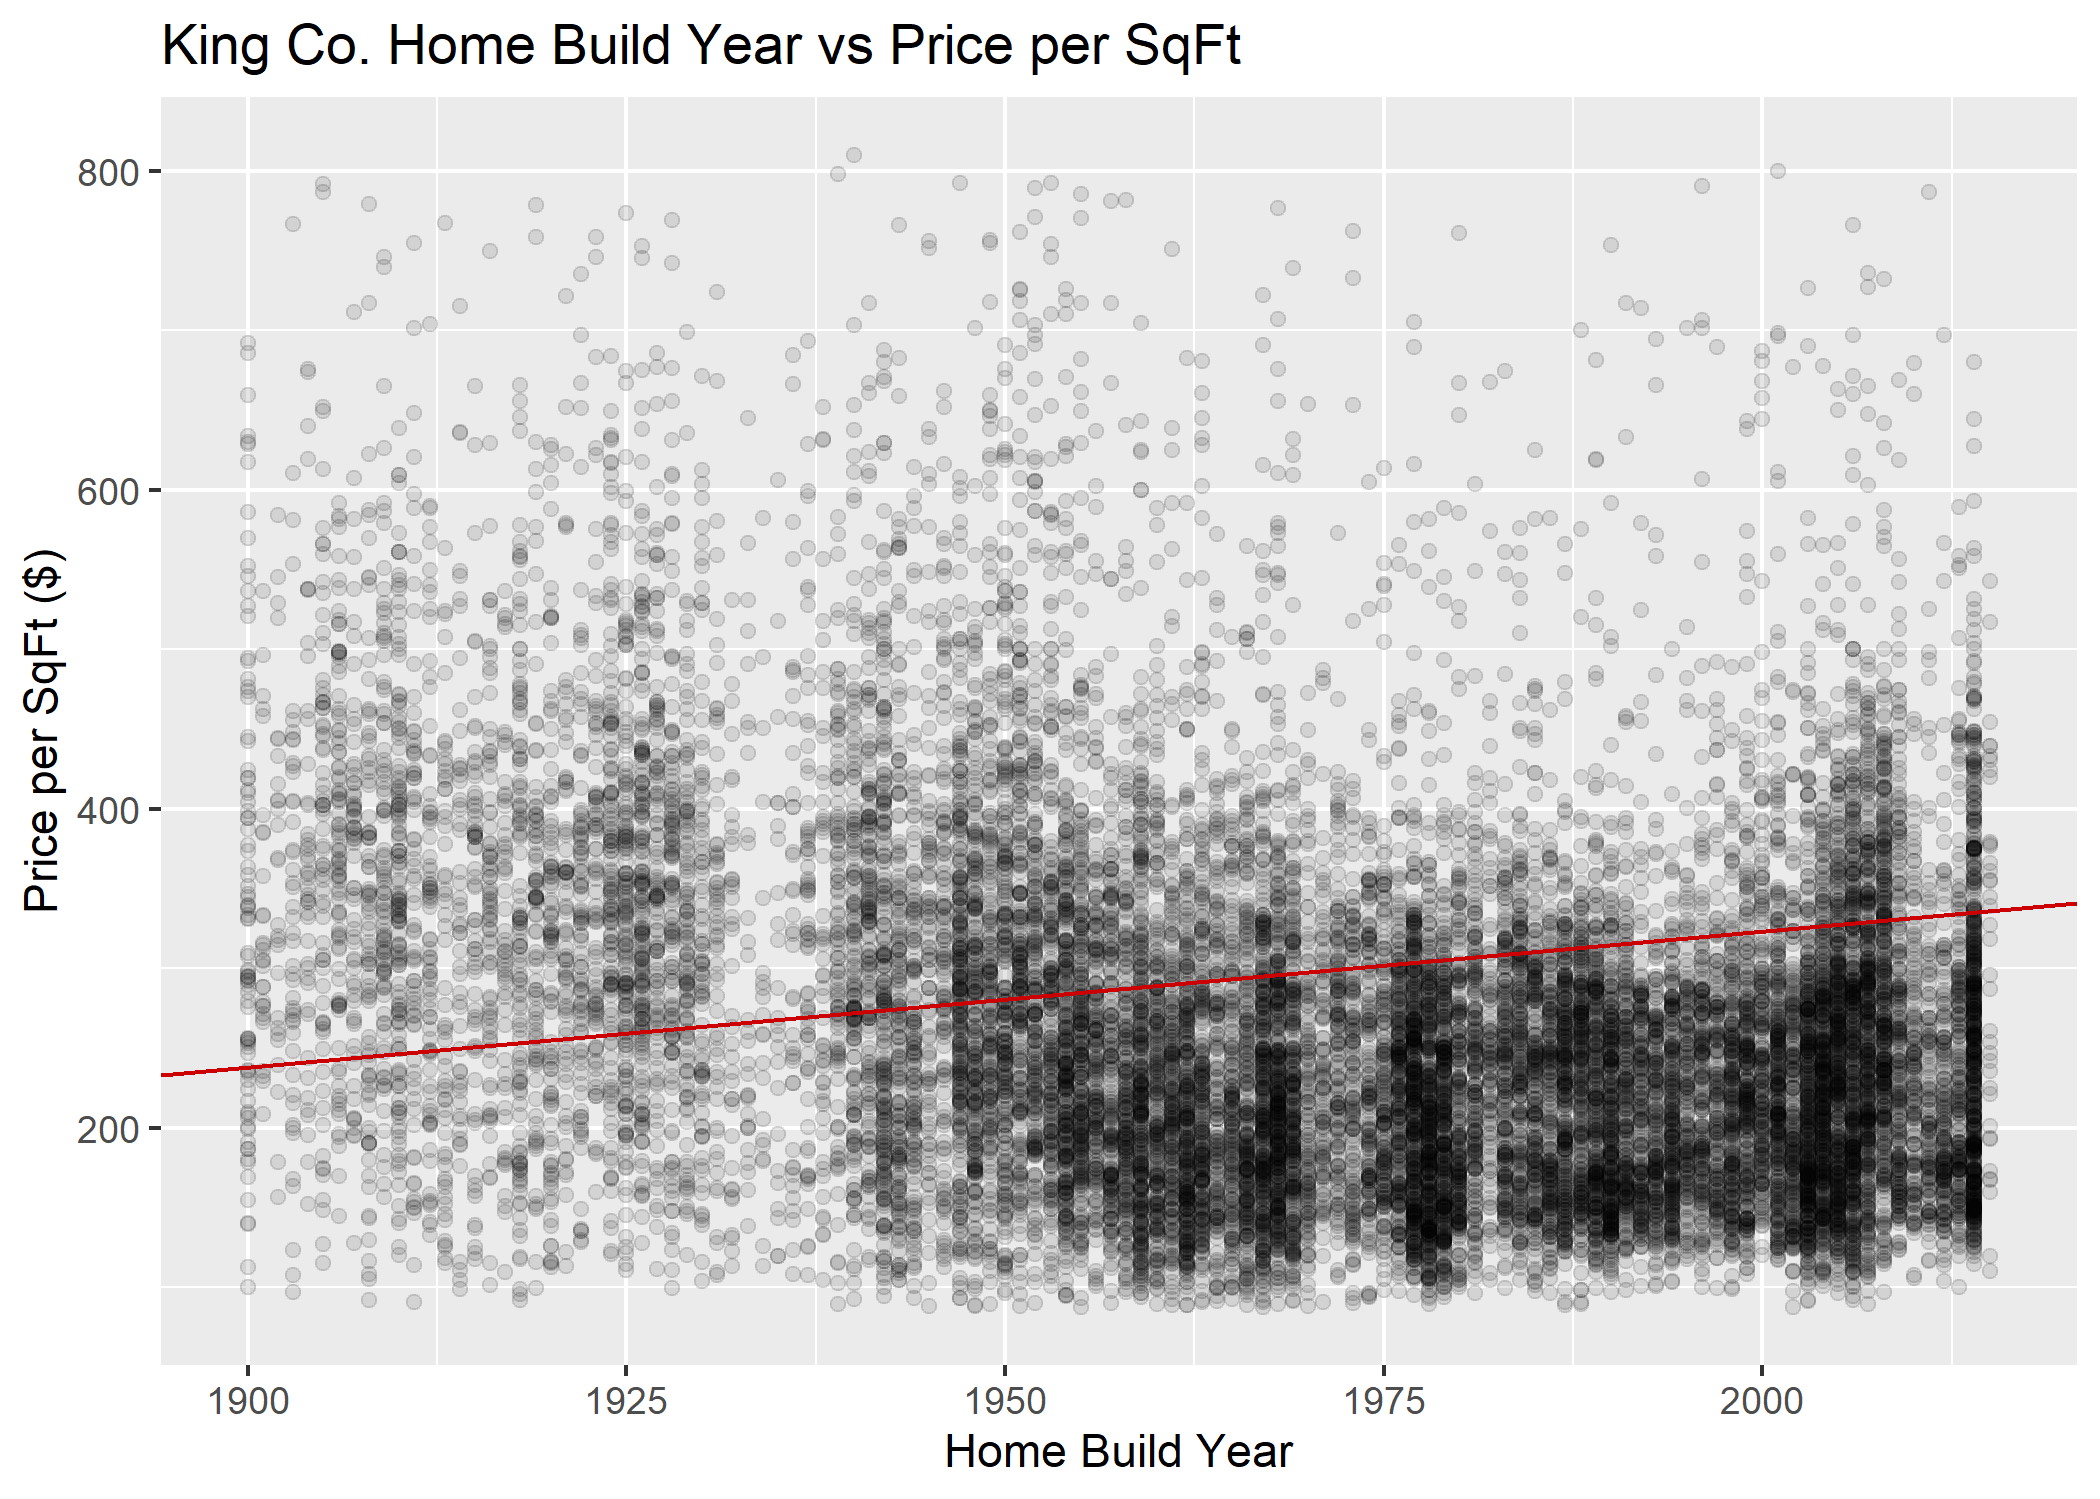 King Co. Home Build Year vs Price per SqFt
Price per SqFt ($)
800
600
400
200
1900 1925 1950 1975 2000
Home Build Year